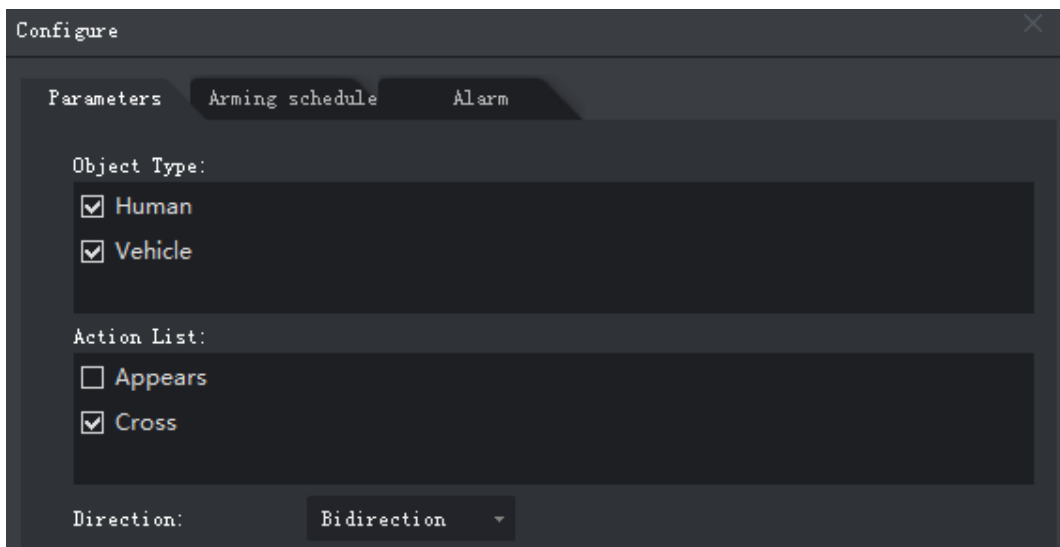 Configure
Parameters Arming schedule Alarm
Object Type:
Human
Vehicle
Action List:
Appears
Cross
Direction: Bidirection